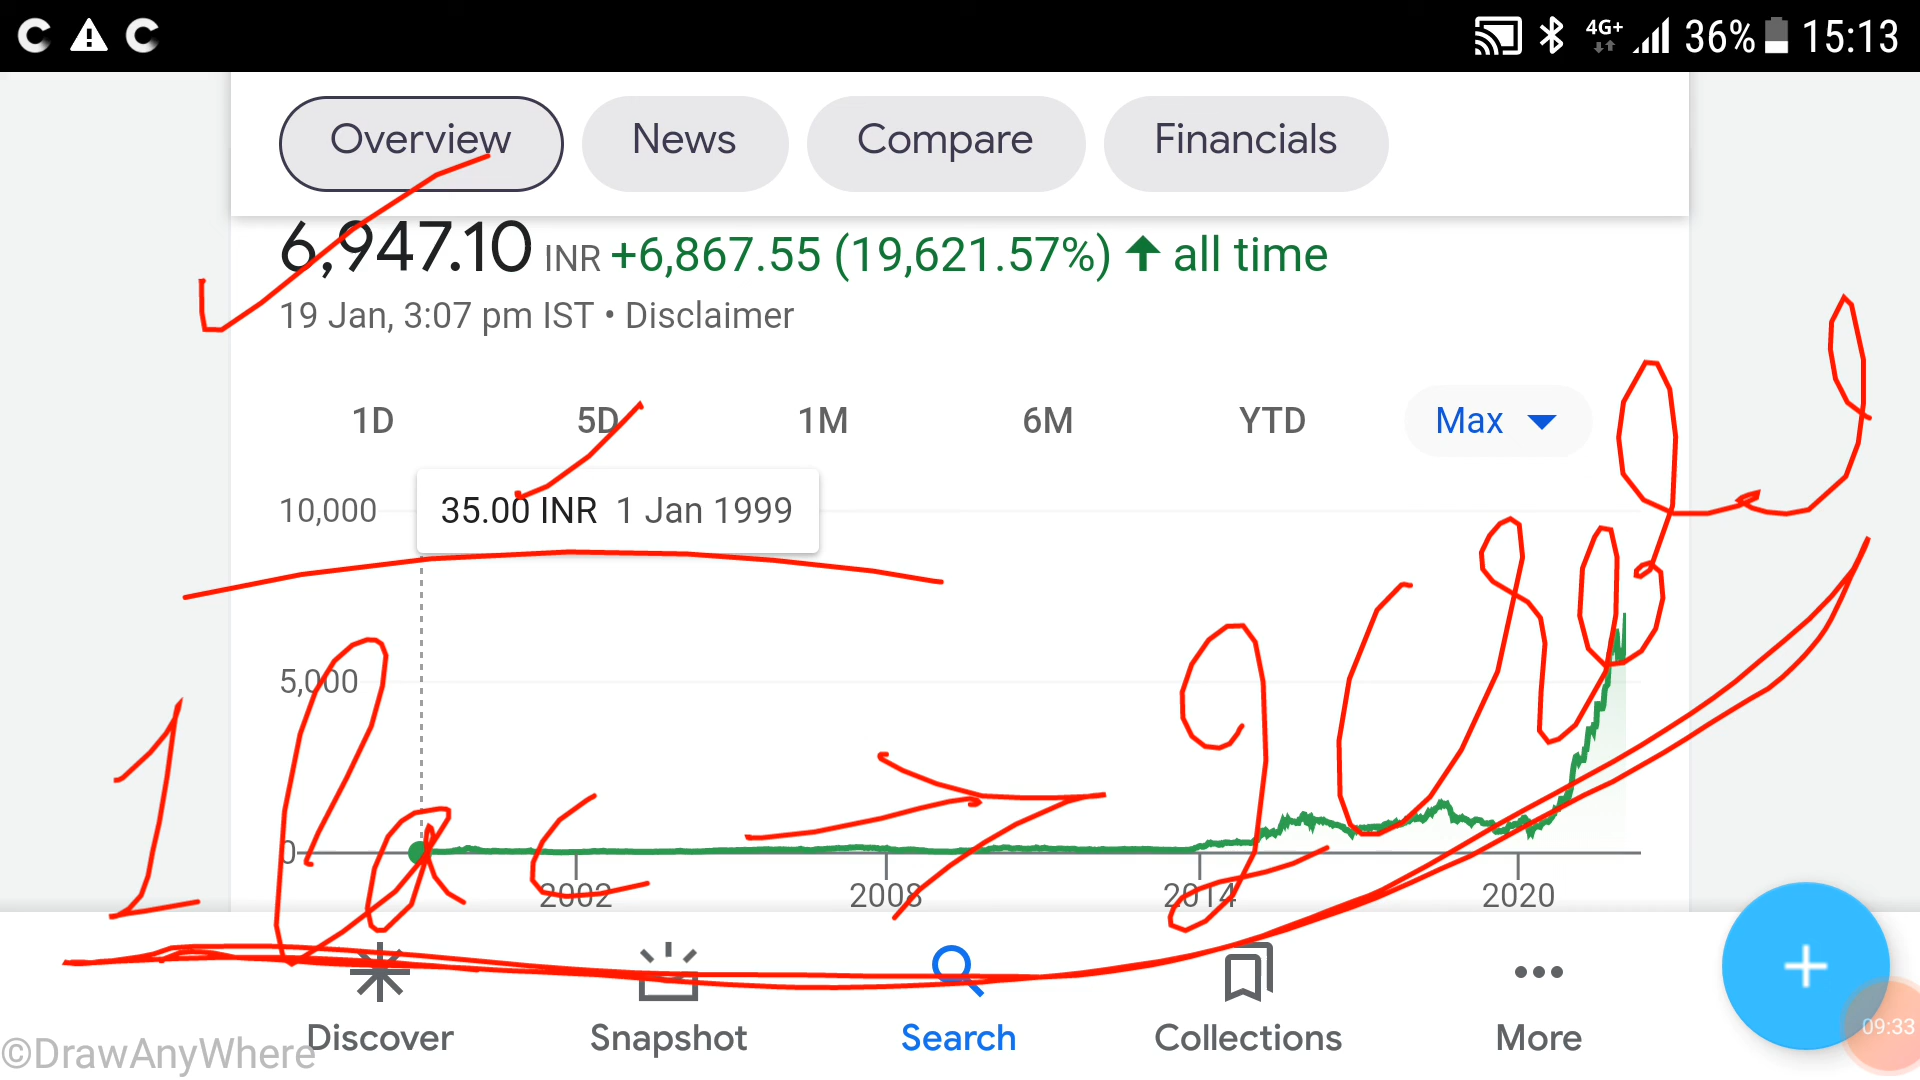 4G+ 36% 15:13
Overview News Compare Financials
6,947.10 INR +6,867.55 (19,621.57%) all time
19 Jan, 3:07 pm IST • Disclaimer
1D 5D 1M 6M YTD Max
10,000 35.00 INR 1 Jan 1999
5,000
1 lac
0
2002 2008 2014 2020
Discover Snapshot Search Collections More
09:33
©DrawAnyWhere